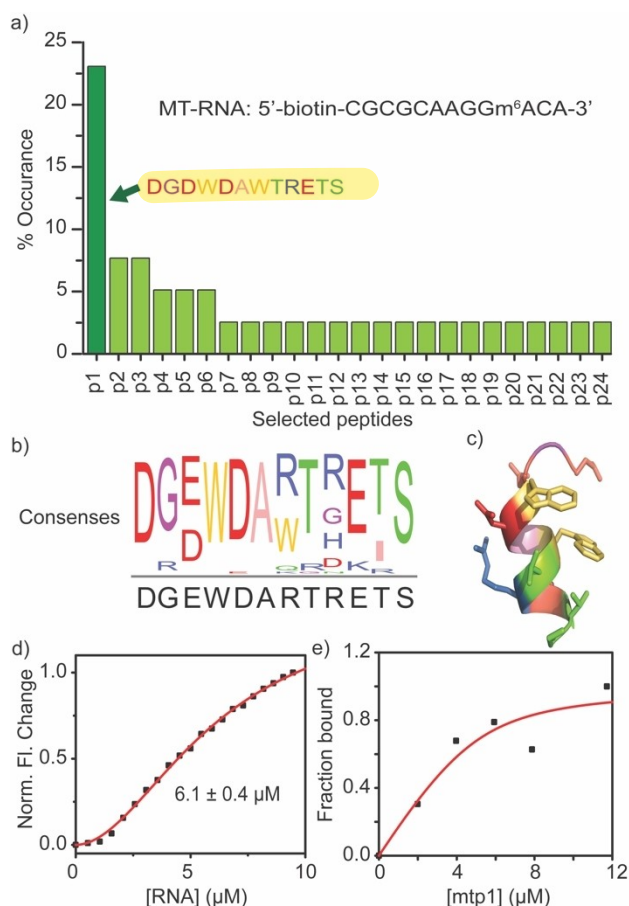 a)
25
20
15
10
5
0
% Occurance
MT-RNA: 5'-biotin-CGCGCAAGGm⁶ACA-3'
DGDWDAWTRETS
p1 p2 p3 p4 p5 p6 p7 p8 p9 p10 p11 p12 p13 p14 p15 p16 p17 p18 p19 p20 p21 p22 p23 p24
Selected peptides
b)
Consenses
DGEWDARTRETS
R D W G I
H
D
DGEWDARTRETS
c)
d)
1.0
0.5
0.0
Norm. Fl. Change
6.1 ± 0.4 µM
0 5 10
[RNA] (µM)
e)
1.2
0.8
0.4
0.0
Fraction bound
0 4 8 12
[mtp1] (µM)